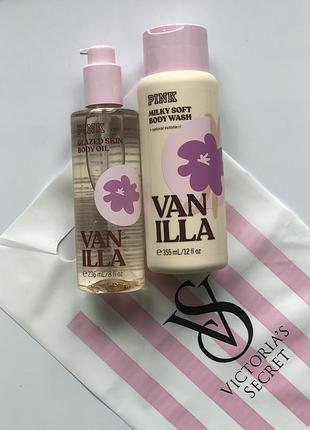 PINK
GLAZED SKIN
BODY OIL
VAN
ILLA
e 236 mL/8 fl oz
PINK
MILKY SOFT
BODY WASH
+ natural exfoliant
VAN
ILLA
e 355 mL/12 fl oz
VS
VICTORIA'S
SECRET